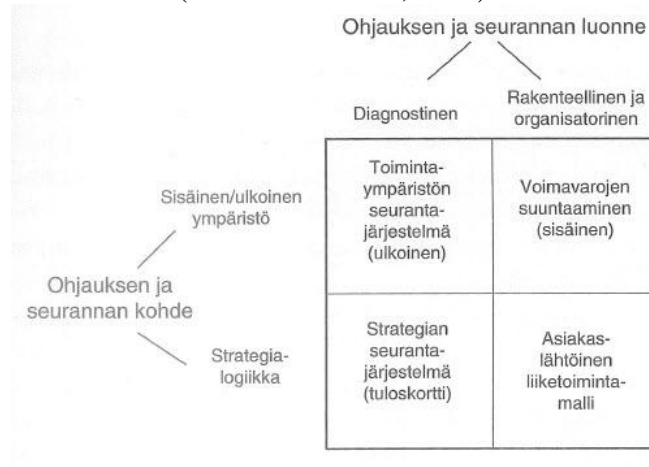 Ohjauksen ja seurannan luonne
Diagnostinen
Rakenteellinen ja
organisatorinen
Sisäinen/ulkoinen
ympäristö
Toiminta-
ympäristön
seuranta-
järjestelmä
(ulkoinen)
Voimavarojen
suuntaaminen
(sisäinen)
Ohjauksen ja
seurannan kohde
Strategia-
logiikka
Strategian
seuranta-
järjestelmä
(tuloskortti)
Asiakas-
lähtöinen
liiketoiminta-
malli